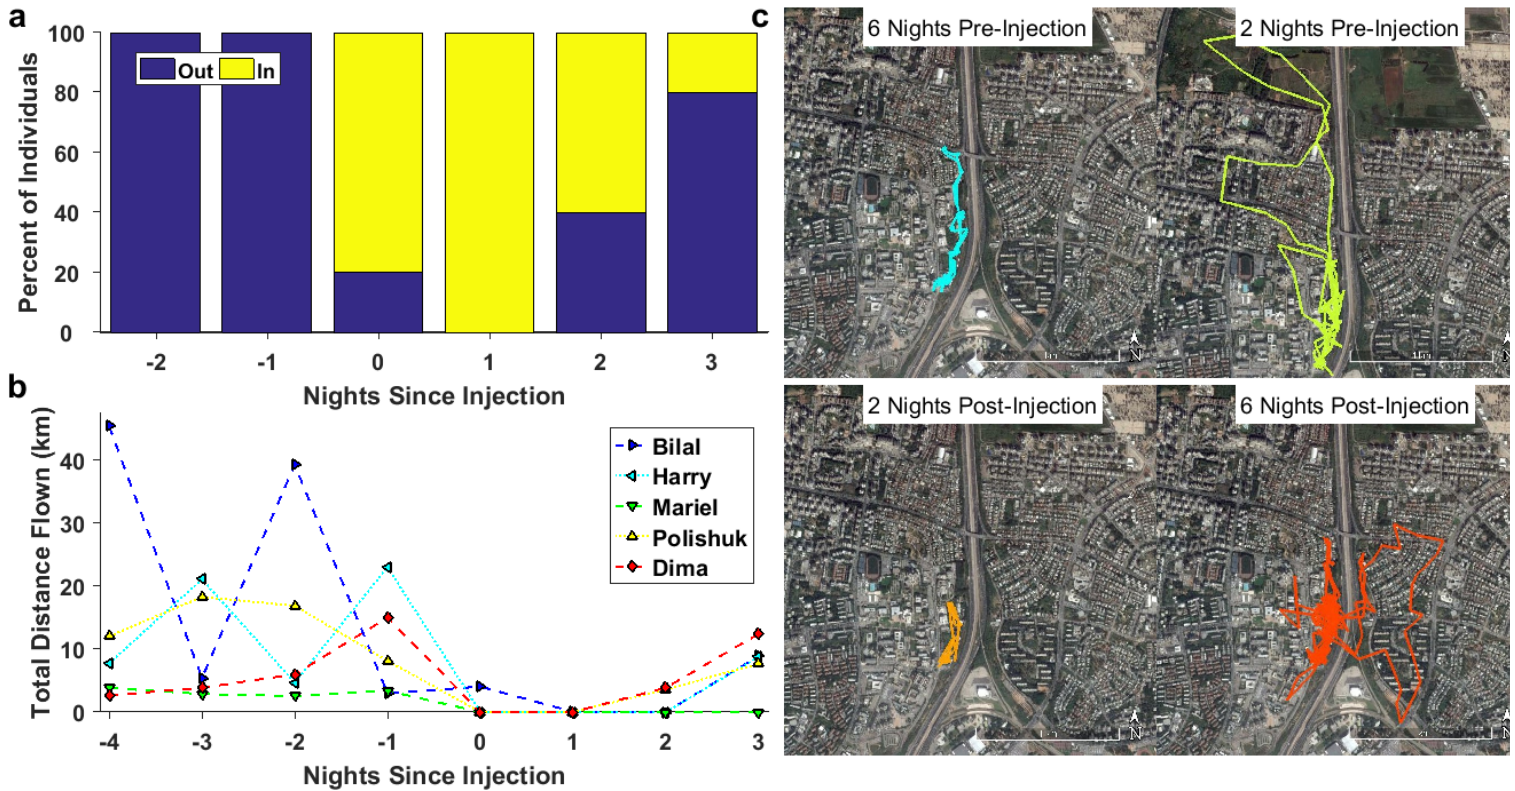 a
100
80
60
40
20
0
Percent of Individuals
Out In
-2 -1 0 1 2 3
Nights Since Injection
b
40
30
20
10
0
Total Distance Flown (km)
Bilal
Harry
Mariel
Polishuk
Dima
-4 -3 -2 -1 0 1 2 3
Nights Since Injection
c
6 Nights Pre-Injection
2 Nights Pre-Injection
N
N
2 Nights Post-Injection
6 Nights Post-Injection
N
N